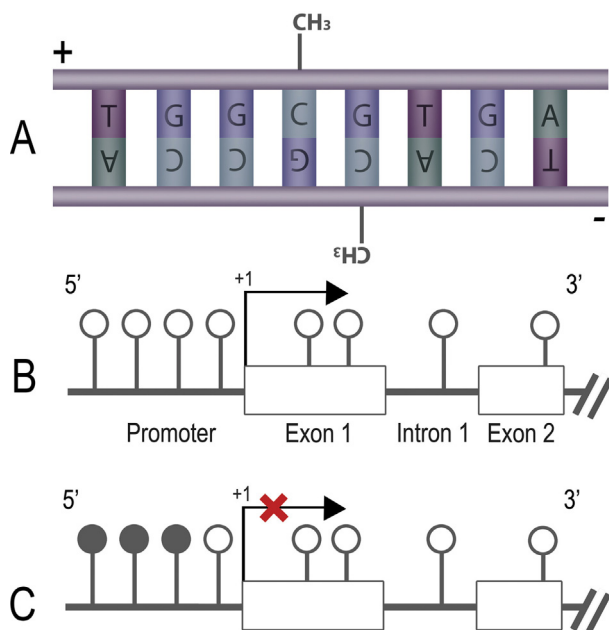 CH₃
+
A
T G G C G T G A
A C C G C A C T
-
CH₃
5' +1 3'
B
Promoter Exon 1 Intron 1 Exon 2
5' +1 3'
C